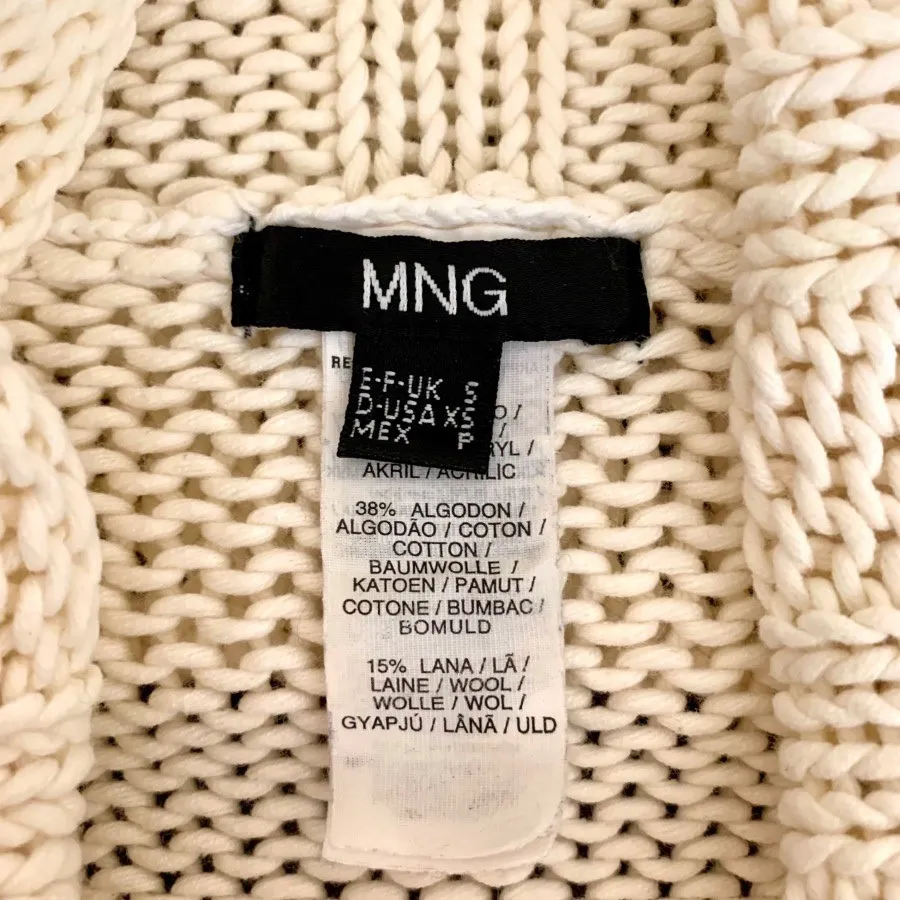 MNG
E-F-UK S
D-USA XS
MEX P
AKRIL / ACRILIC
38% ALGODON /
ALGODÃO / COTON /
COTTON /
BAUMWOLLE /
KATOEN / PAMUT /
COTONE / BUMBAC /
BOMULD
15% LANA / LÃ /
LAINE / WOOL /
WOLLE / WOL /
GYAPJÚ / LÂNÃ / ULD